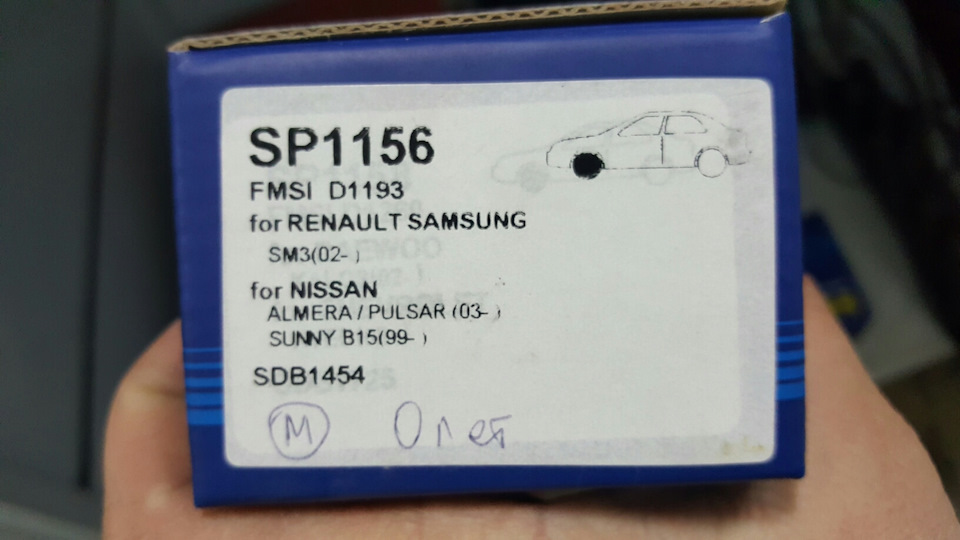 SP1156
FMSI D1193
for RENAULT SAMSUNG
SM3(02- )
for NISSAN
ALMERA / PULSAR (03- )
SUNNY B15(99- )
SDB1454
М Олег